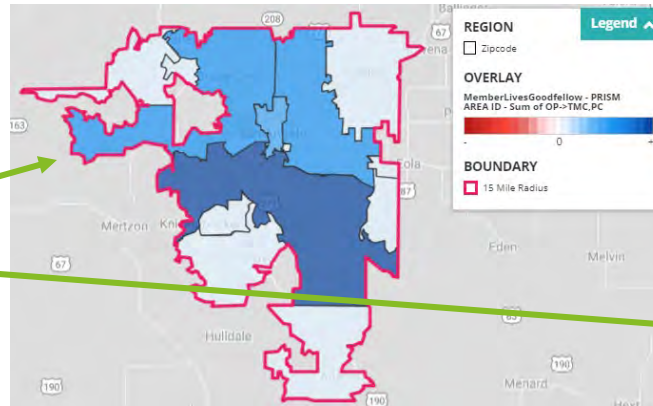 208
67
Legend
REGION
Zipcode
OVERLAY
MemberLivesGoodfellow - PRISM
AREA ID - Sum of OP->TMC,PC
-
0
+
BOUNDARY
15 Mile Radius
163
Eola
87
Mertzon
Eden
Melvin
67
83
Hulldale
190
190
Menard
190